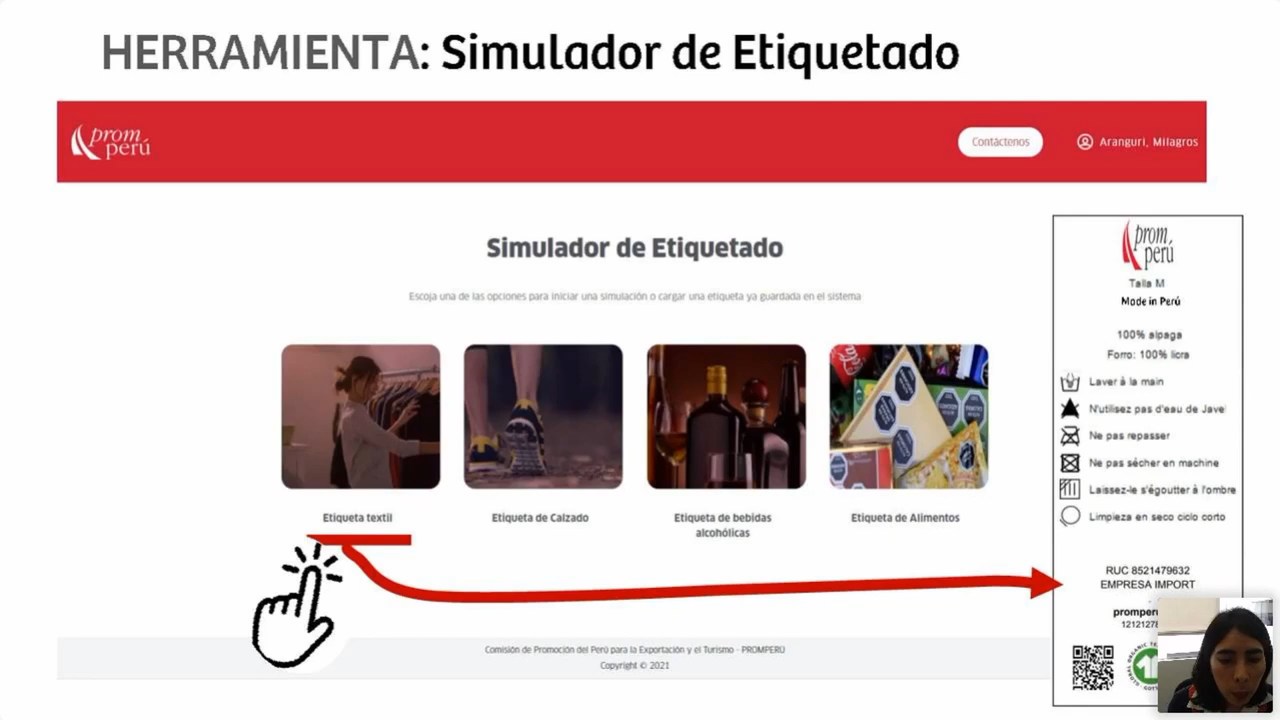 HERRAMIENTA: Simulador de Etiquetado
prom
perú
Contáctenos
Aranguri, Milagros
Simulador de Etiquetado
Escoja una de las opciones para iniciar una simulación o cargar una etiqueta ya guardada en el sistema
Etiqueta textil
Etiqueta de Calzado
Etiqueta de bebidas
alcohólicas
Etiqueta de Alimentos
Comisión de Promoción del Perú para la Exportación y el Turismo - PROMPERÚ
Copyright © 2021
prom
perú
Talla M
Made in Perú
100% alpaga
Forro: 100% licra
Laver à la main
N'utilisez pas d'eau de Javel
Ne pas repasser
Ne pas sécher en machine
Laissez-le s'égoutter à l'ombre
Limpieza en seco ciclo corto
RUC 8521479632
EMPRESA IMPORT